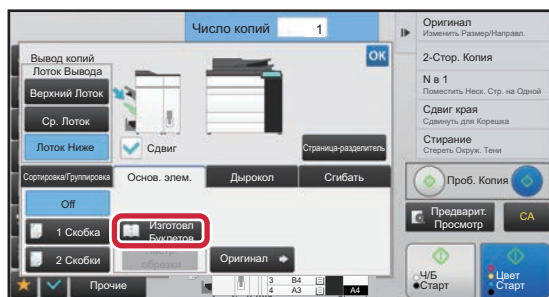 Число копий 1
Вывод копий
OK
Лоток Вывода
Верхний Лоток
Ср. Лоток
Лоток Ниже
Сдвиг
Страница-разделитель
Сортировка/Группировка
Основ. элем.
Дырокол
Сгибать
Off
1 Скобка
2 Скобки
Изготовл
Буклетов
обрезки
Оригинал
Прочие
3 B4
4 A3
A4
Оригинал
Изменить Размер/Направл.
2-Стор. Копия
N в 1
Поместить Неск. Стр. на Одной
Сдвиг края
Сдвинуть для Корешка
Стирание
Стереть Окруж. Тени
Проб. Копия
Предварит.
Просмотр
CA
Ч/Б
Старт
Цвет
Старт